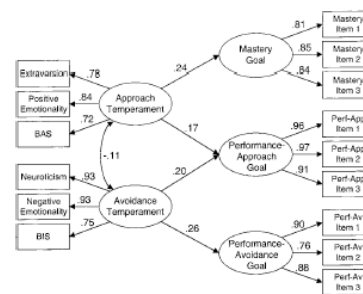 Extraversion
.78
Positive
Emotionality
.84
BAS
.72
Approach
Temperament
-.11
Neuroticism
.93
Negative
Emotionality
.93
BIS
.75
Avoidance
Temperament
.24
.17
.20
.26
Mastery
Goal
.81
Mastery
Item 1
.85
Mastery
Item 2
.84
Mastery
Item 3
Performance-
Approach
Goal
.96
Perf-App
Item 1
.97
Perf-App
Item 2
.91
Perf-App
Item 3
Performance-
Avoidance
Goal
.90
Perf-Av
Item 1
.76
Perf-Av
Item 2
.88
Perf-Av
Item 3